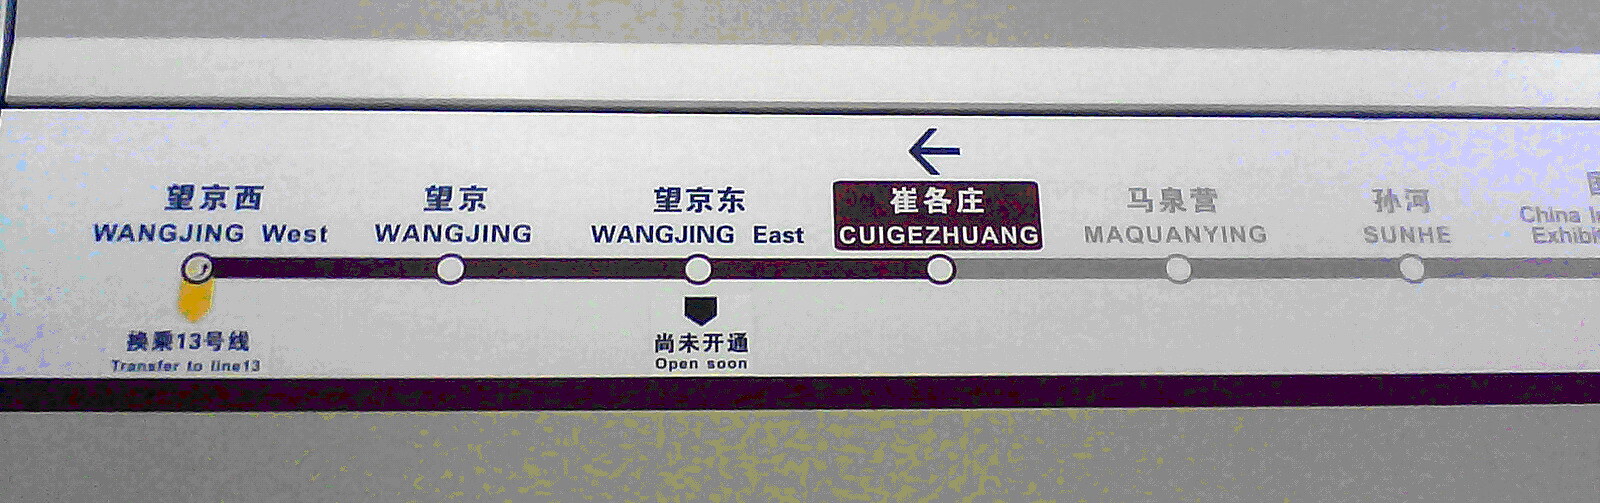 望京西
WANGJING West
望京
WANGJING
望京东
WANGJING East
崔各庄
CUIGEZHUANG
马泉营
MAQUANYING
孙河
SUNHE
China
换乘13号线
Transfer to line13
尚未开通
Open soon